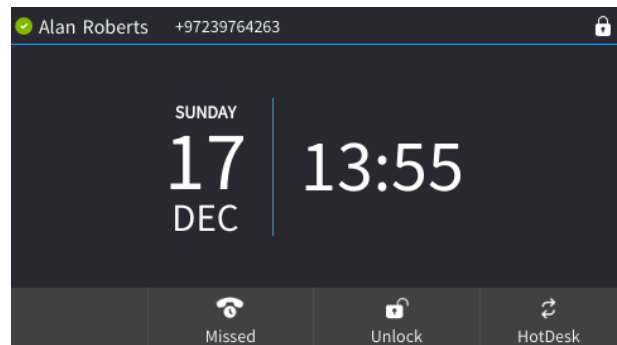 Alan Roberts +97239764263
SUNDAY
17
DEC
13:55
Missed Unlock HotDesk